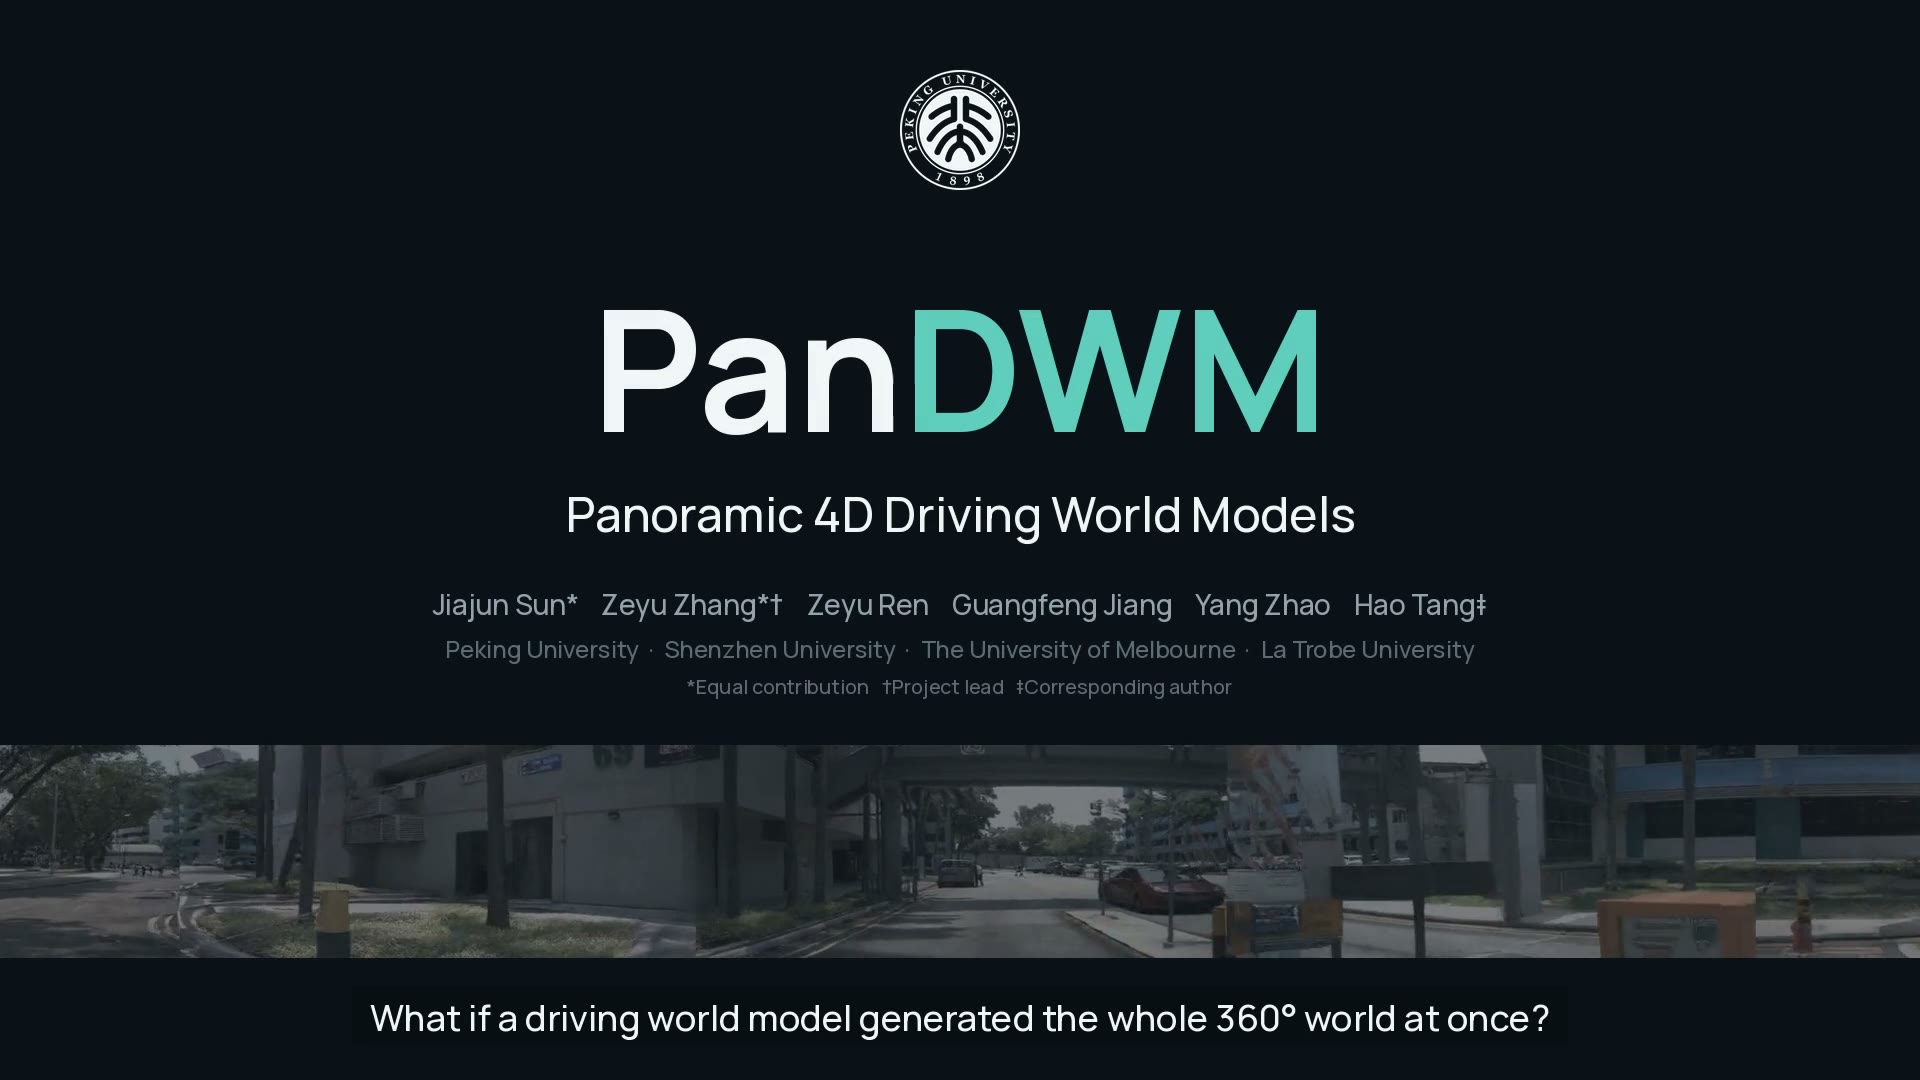 PEKING UNIVERSITY
1898
PanDWM
Panoramic 4D Driving World Models
Jiajun Sun* Zeyu Zhang*† Zeyu Ren Guangfeng Jiang Yang Zhao Hao Tang‡
Peking University · Shenzhen University · The University of Melbourne · La Trobe University
*Equal contribution †Project lead ‡Corresponding author
69
What if a driving world model generated the whole 360° world at once?